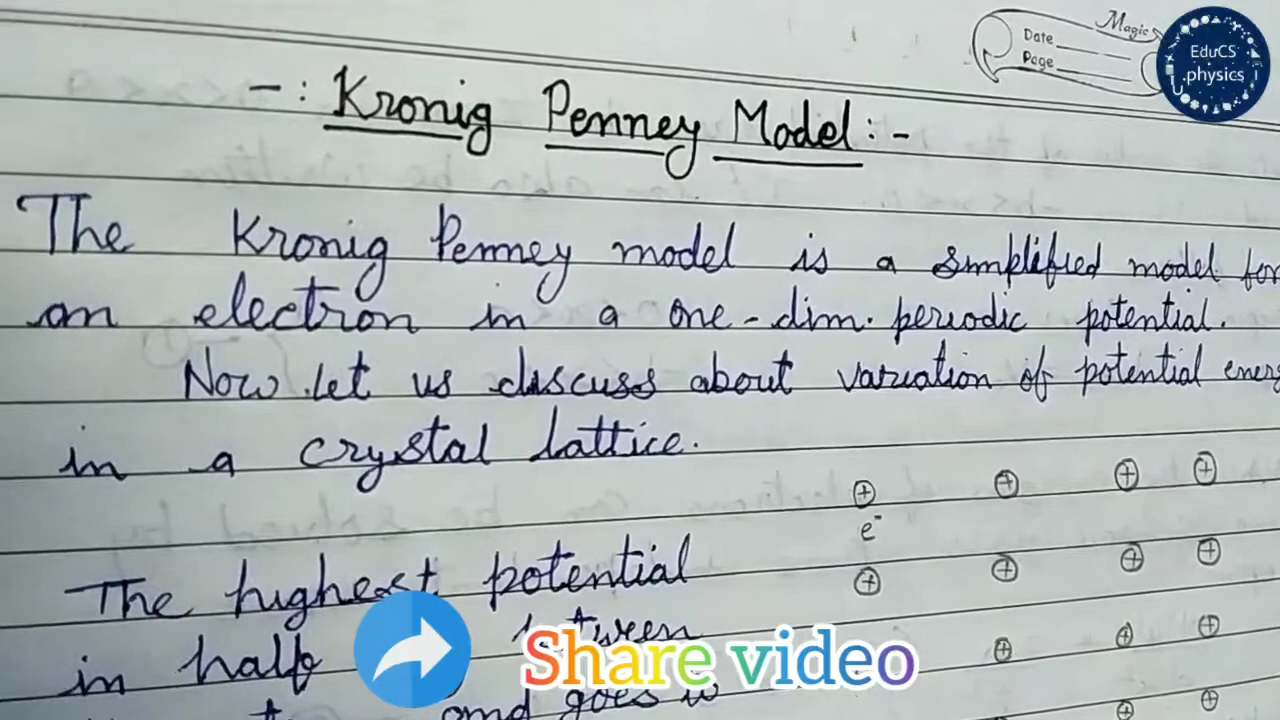 Magic
Date
Page
EduCS
.physics
-: Kronig Penney Model:-
The Kronig Penney model is a simplified model for
an electron in a one-dim. periodic potential.
Now let us discuss about variation of potential energ
in a crystal lattice.
⊕ ⊕ ⊕ ⊕
e⁻
⊕ ⊕ ⊕ ⊕
The highest potential
in half
⊕ ⊕ ⊕
Share video
and goes
⊕ ⊕